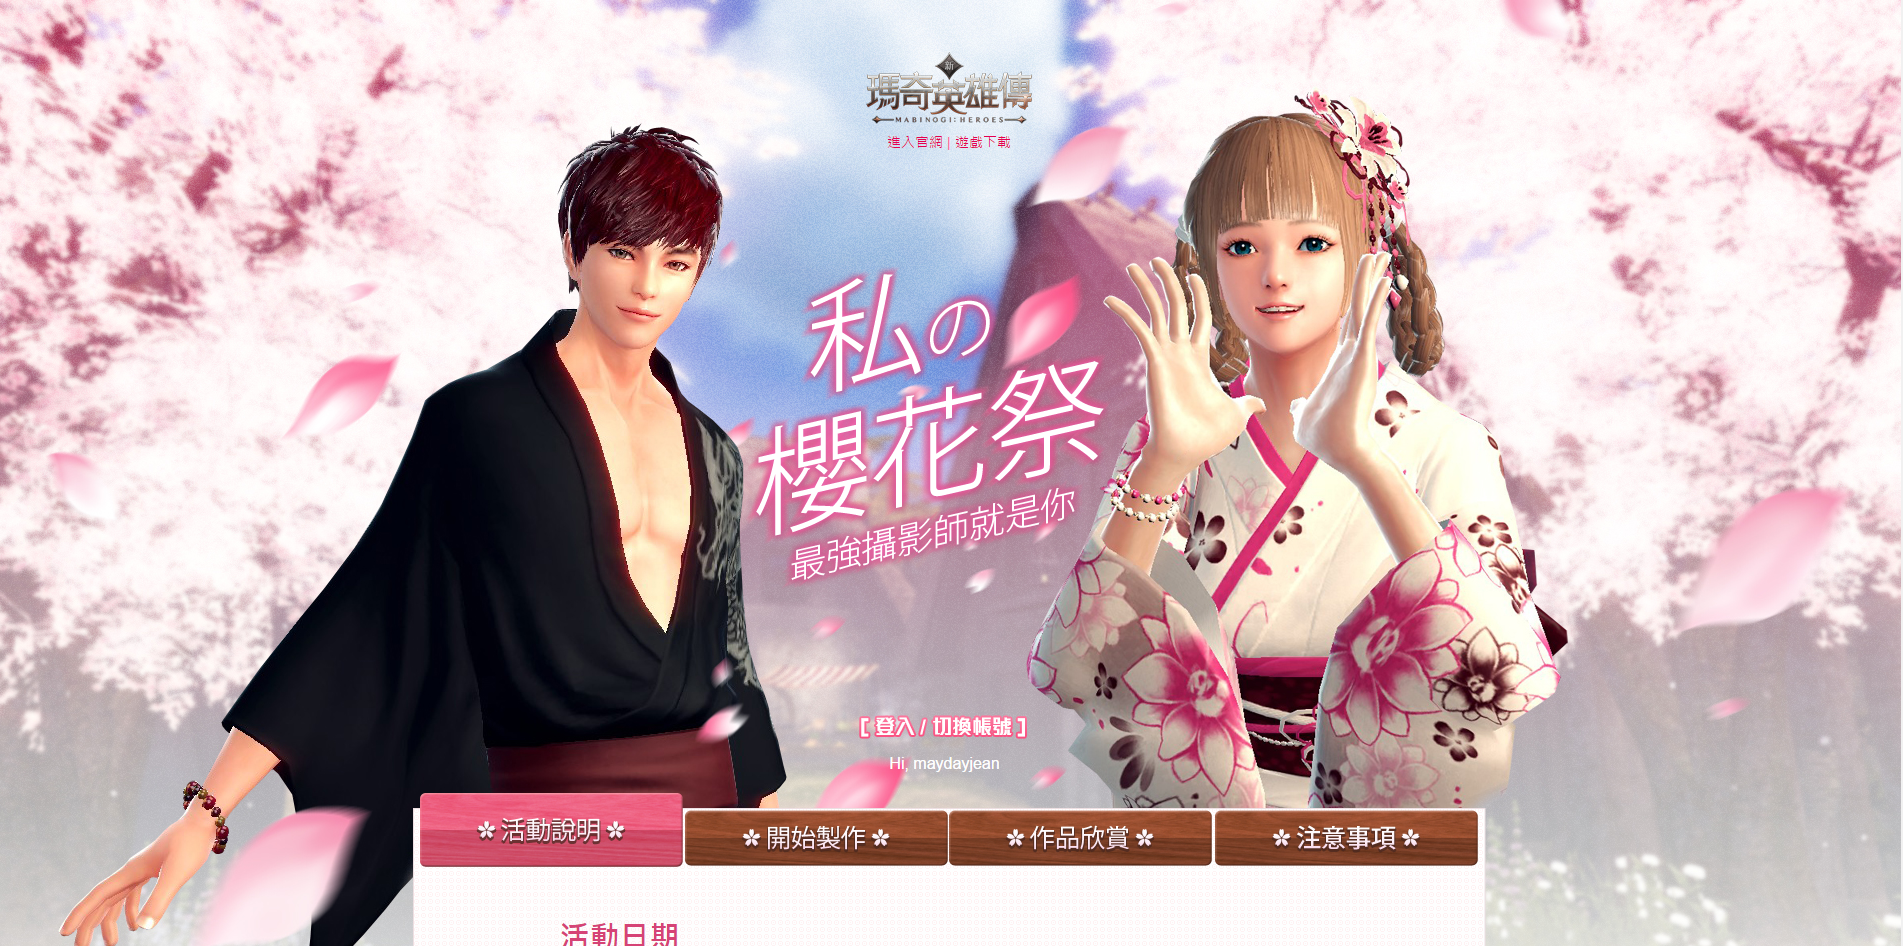 新
瑪奇英雄傳
MABINOGI:HEROES
進入官網 | 遊戲下載
私の
櫻花祭
最強攝影師就是你
[ 登入 / 切換帳號 ]
Hi, maydayjean
活動說明
開始製作
作品欣賞
注意事項
活動日期